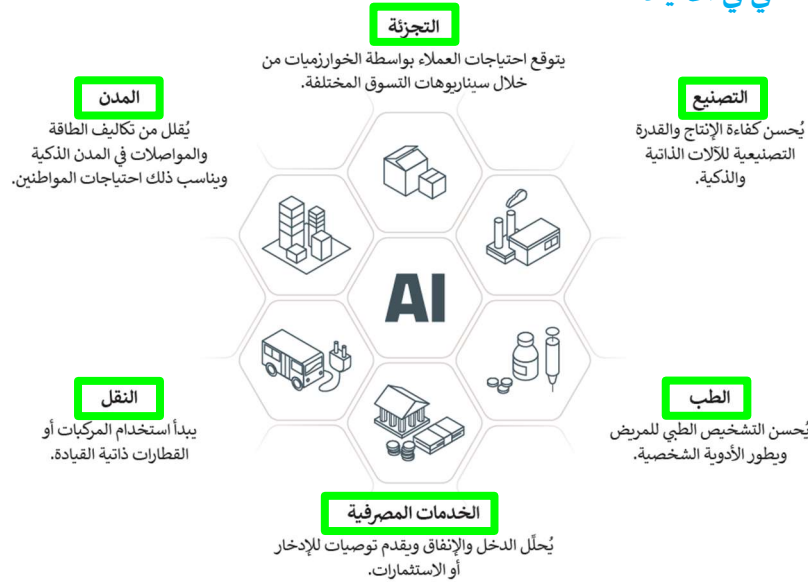 التجزئة
يتوقع احتياجات العملاء بواسطة الخوارزميات من
خلال سيناريوهات التسوق المختلفة.
التصنيع
يُحسن كفاءة الإنتاج والقدرة
التصنيعية للآلات الذاتية
والذكية.
المدن
يُقلل من تكاليف الطاقة
والمواصلات في المدن الذكية
ويناسب ذلك احتياجات المواطنين.
AI
الطب
يُحسن التشخيص الطبي للمريض
ويطور الأدوية الشخصية.
النقل
يبدأ استخدام المركبات أو
القطارات ذاتية القيادة.
الخدمات المصرفية
يُحلَّل الدخل والإنفاق ويقدم توصيات للإدخار
أو الاستثمارات.